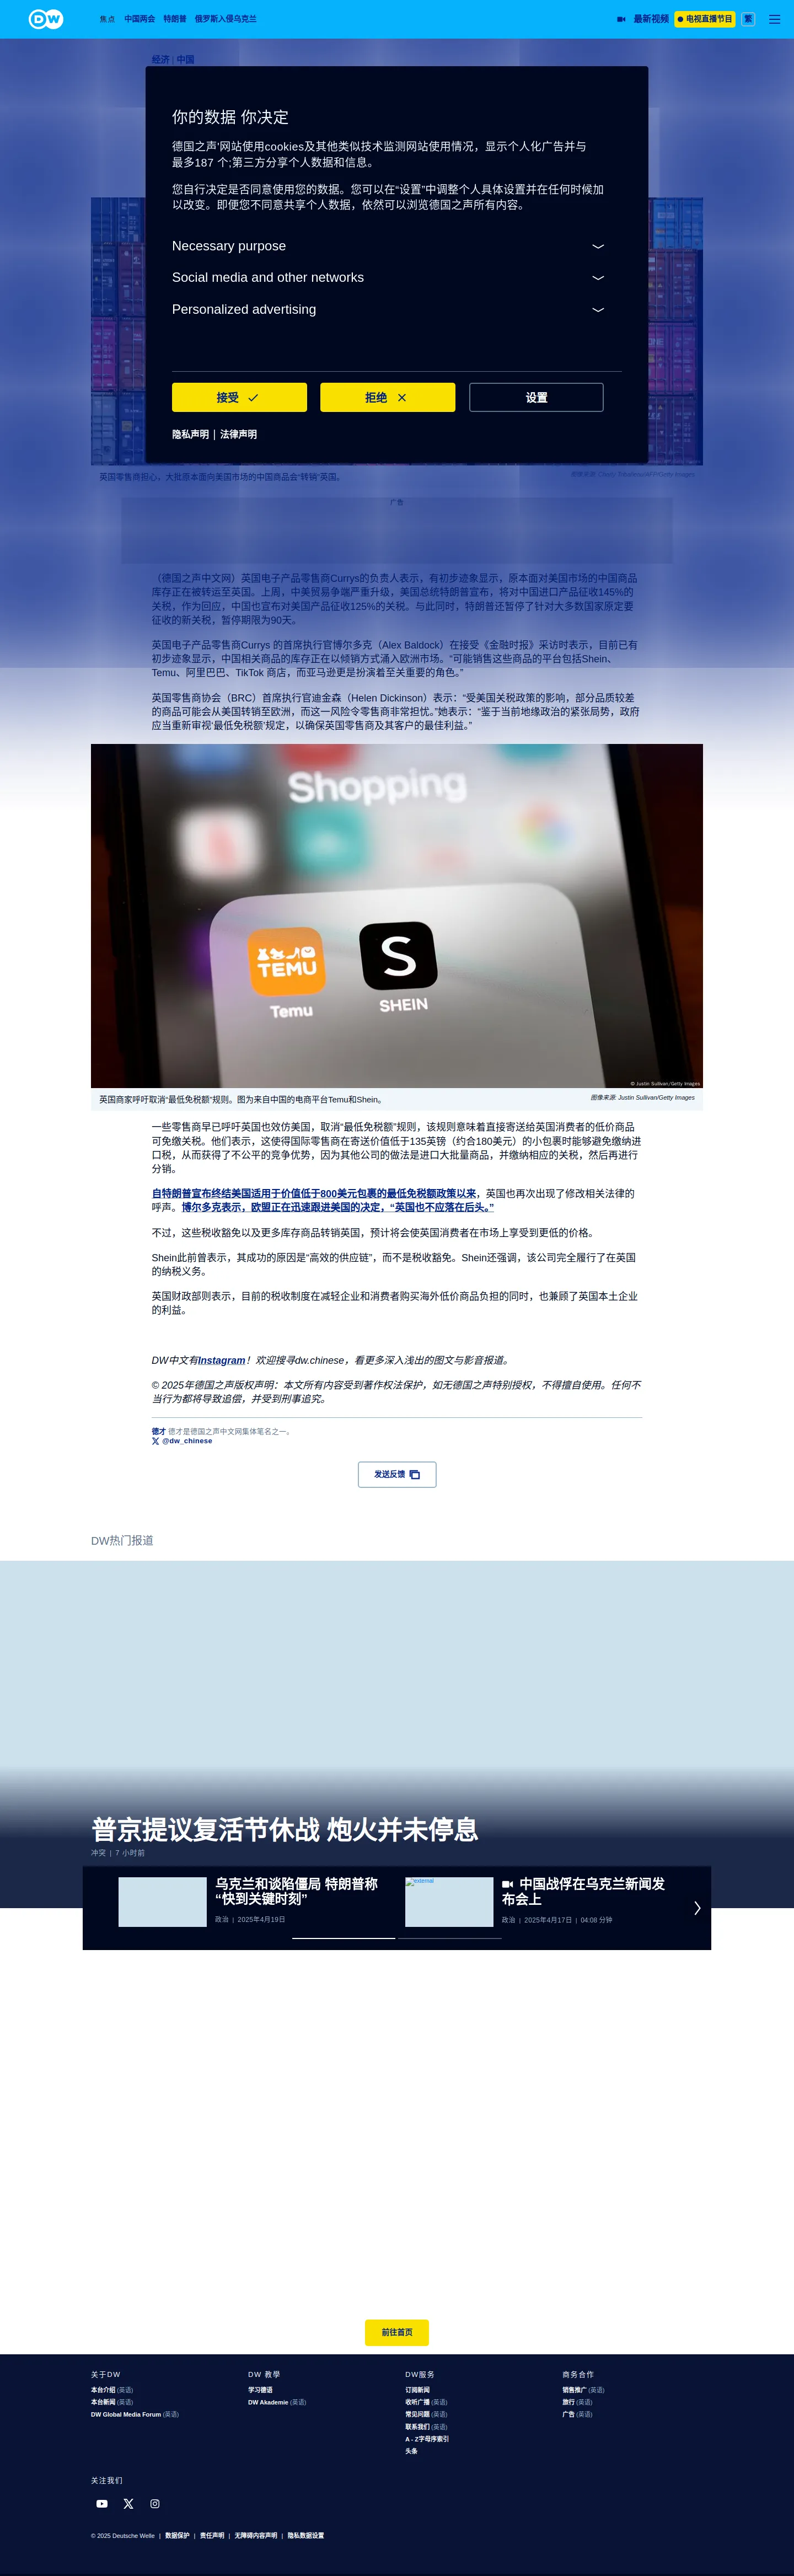 DW
焦点 中国两会 特朗普 俄罗斯入侵乌克兰
最新视频 电视直播节目 繁
经济 | 中国
你的数据 你决定
德国之声'网站使用cookies及其他类似技术监测网站使用情况，显示个人化广告并与
最多187 个;第三方分享个人数据和信息。
您自行决定是否同意使用您的数据。您可以在“设置”中调整个人具体设置并在任何时候加
以改变。即便您不同意共享个人数据，依然可以浏览德国之声所有内容。
Necessary purpose
Social media and other networks
Personalized advertising
接受
拒绝
设置
隐私声明 | 法律声明
英国零售商担心，大批原本面向美国市场的中国商品会“转销”英国。
广告
（德国之声中文网）英国电子产品零售商Currys的负责人表示，有初步迹象显示，原本面对美国市场的中国商品
库存正在被转运至英国。上周，中美贸易争端严重升级，美国总统特朗普宣布，将对中国进口产品征收145%的
关税，作为回应，中国也宣布对美国产品征收125%的关税。与此同时，特朗普还暂停了针对大多数国家原定要
征收的新关税，暂停期限为90天。
英国电子产品零售商Currys 的首席执行官博尔多克（Alex Baldock）在接受《金融时报》采访时表示，目前已有
初步迹象显示，中国相关商品的库存正在以倾销方式涌入欧洲市场。“可能销售这些商品的平台包括Shein、
Temu、阿里巴巴、TikTok 商店，而亚马逊更是扮演着至关重要的角色。”
英国零售商协会（BRC）首席执行官迪金森（Helen Dickinson）表示：“受美国关税政策的影响，部分品质较差
的商品可能会从美国转销至欧洲，而这一风险令零售商非常担忧。”她表示：“鉴于当前地缘政治的紧张局势，政府
应当重新审视‘最低免税额’规定，以确保英国零售商及其客户的最佳利益。”
Shopping
TEMU
Temu
S
SHEIN
© Justin Sullivan/Getty Images
英国商家呼吁取消“最低免税额”规则。图为来自中国的电商平台Temu和Shein。
图像来源: Justin Sullivan/Getty Images
一些零售商早已呼吁英国也效仿美国，取消“最低免税额”规则，该规则意味着直接寄送给英国消费者的低价商品
可免缴关税。他们表示，这使得国际零售商在寄送价值低于135英镑（约合180美元）的小包裹时能够避免缴纳进
口税，从而获得了不公平的竞争优势，因为其他公司的做法是进口大批量商品，并缴纳相应的关税，然后再进行
分销。
自特朗普宣布终结美国适用于价值低于800美元包裹的最低免税额政策以来，英国也再次出现了修改相关法律的
呼声。博尔多克表示，欧盟正在迅速跟进美国的决定，“英国也不应落在后头。”
不过，这些税收豁免以及更多库存商品转销英国，预计将会使英国消费者在市场上享受到更低的价格。
Shein此前曾表示，其成功的原因是“高效的供应链”，而不是税收豁免。Shein还强调，该公司完全履行了在英国
的纳税义务。
英国财政部则表示，目前的税收制度在减轻企业和消费者购买海外低价商品负担的同时，也兼顾了英国本土企业
的利益。
DW中文有Instagram！欢迎搜寻dw.chinese，看更多深入浅出的图文与影音报道。
© 2025年德国之声版权声明：本文所有内容受到著作权法保护，如无德国之声特别授权，不得擅自使用。任何不
当行为都将导致追偿，并受到刑事追究。
德才 德才是德国之声中文网集体笔名之一。
@dw_chinese
发送反馈
DW热门报道
普京提议复活节休战 炮火并未停息
冲突 | 7 小时前
乌克兰和谈陷僵局 特朗普称
“快到关键时刻”
政治 | 2025年4月19日
external
中国战俘在乌克兰新闻发
布会上
政治 | 2025年4月17日 | 04:08 分钟
前往首页
关于DW
本台介绍 (英语)
本台新闻 (英语)
DW Global Media Forum (英语)
DW 教學
学习德语
DW Akademie (英语)
DW服务
订阅新闻
收听广播 (英语)
常见问题 (英语)
联系我们 (英语)
A - Z字母序索引
头条
商务合作
销售推广 (英语)
旅行 (英语)
广告 (英语)
关注我们
© 2025 Deutsche Welle | 数据保护 | 责任声明 | 无障碍内容声明 | 隐私数据设置